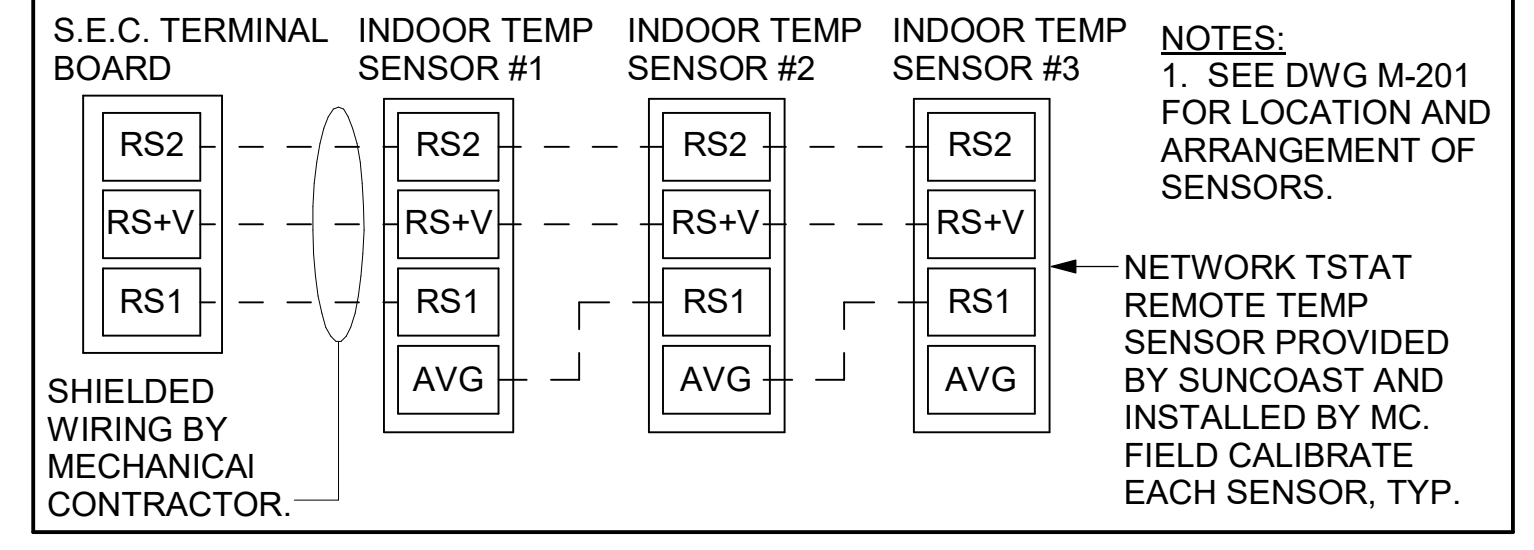 S.E.C. TERMINAL
BOARD
INDOOR TEMP
SENSOR #1
INDOOR TEMP
SENSOR #2
INDOOR TEMP
SENSOR #3
RS2
RS+V
RS1
RS2
RS+V
RS1
AVG
RS2
RS+V
RS1
AVG
RS2
RS+V
RS1
AVG
SHIELDED
WIRING BY
MECHANICAl
CONTRACTOR.
NOTES:
1. SEE DWG M-201
FOR LOCATION AND
ARRANGEMENT OF
SENSORS.
NETWORK TSTAT
REMOTE TEMP
SENSOR PROVIDED
BY SUNCOAST AND
INSTALLED BY MC.
FIELD CALIBRATE
EACH SENSOR, TYP.